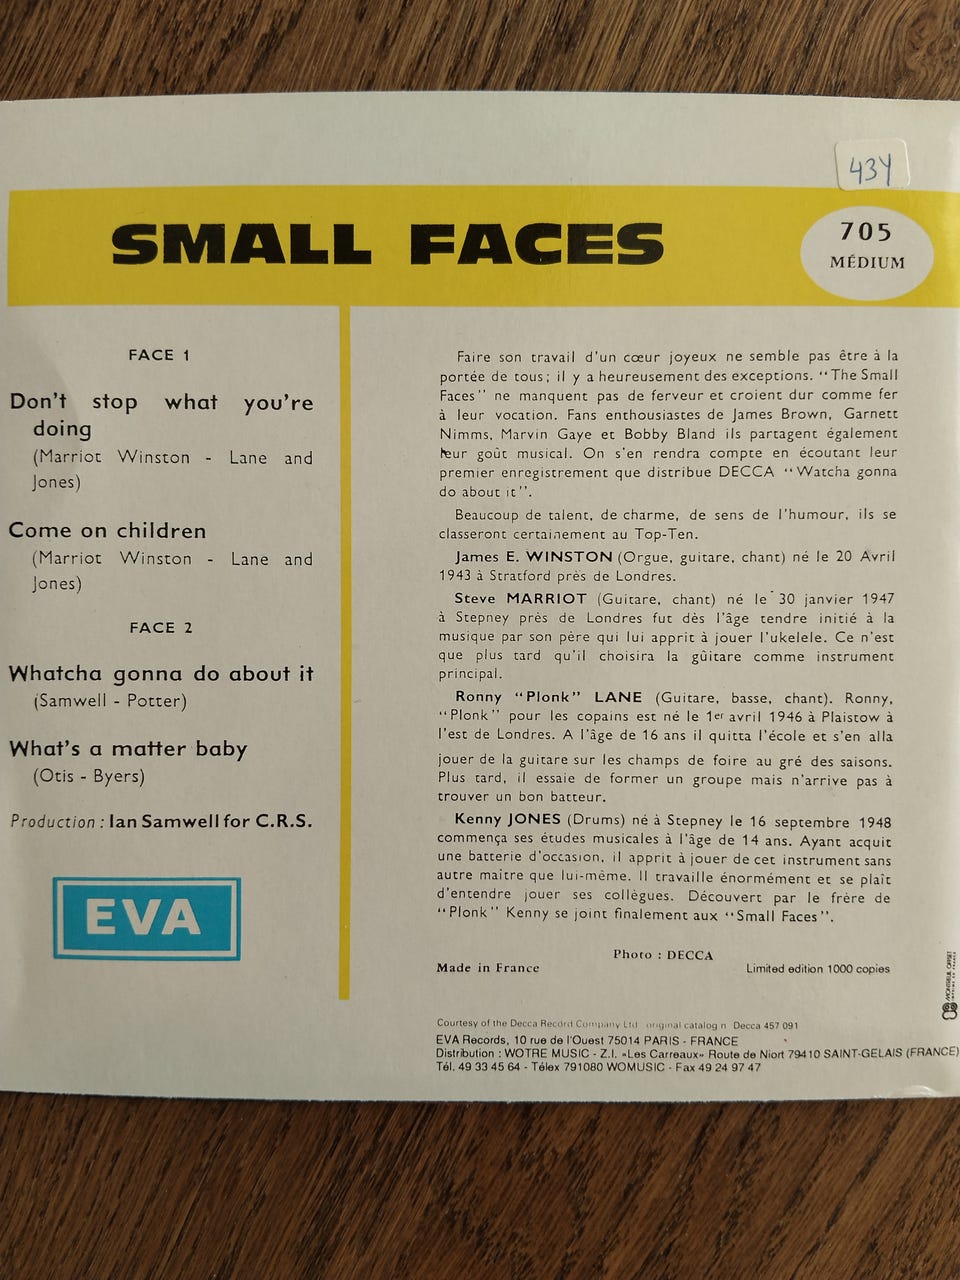 434
SMALL FACES
705
MÉDIUM
FACE 1
Don't stop what you're
doing
(Marriot Winston - Lane and
Jones)
Come on children
(Marriot Winston - Lane and
Jones)
FACE 2
Whatcha gonna do about it
(Samwell - Potter)
What's a matter baby
(Otis - Byers)
Production : Ian Samwell for C.R.S.
EVA
Faire son travail d'un cœur joyeux ne semble pas être à la
portée de tous; il y a heureusement des exceptions. “The Small
Faces” ne manquent pas de ferveur et croient dur comme fer
à leur vocation. Fans enthousiastes de James Brown, Garnett
Nimms, Marvin Gaye et Bobby Bland ils partagent également
leur goût musical. On s'en rendra compte en écoutant leur
premier enregistrement que distribue DECCA “Watcha gonna
do about it”.
Beaucoup de talent, de charme, de sens de l'humour, ils se
classeront certainement au Top-Ten.
James E. WINSTON (Orgue, guitare, chant) né le 20 Avril
1943 à Stratford près de Londres.
Steve MARRIOT (Guitare, chant) né le 30 janvier 1947
à Stepney près de Londres fut dès l'âge tendre initié à la
musique par son père qui lui apprit à jouer l'ukelele. Ce n'est
que plus tard qu'il choisira la gûitare comme instrument
principal.
Ronny “Plonk” LANE (Guitare, basse, chant). Ronny,
“Plonk” pour les copains est né le 1er avril 1946 à Plaistow à
l'est de Londres. A l'âge de 16 ans il quitta l'école et s'en alla
jouer de la guitare sur les champs de foire au gré des saisons.
Plus tard, il essaie de former un groupe mais n'arrive pas à
trouver un bon batteur.
Kenny JONES (Drums) né à Stepney le 16 septembre 1948
commença ses études musicales à l'âge de 14 ans. Ayant acquit
une batterie d'occasion, il apprit à jouer de cet instrument sans
autre maître que lui-même. Il travaille énormément et se plaît
d'entendre jouer ses collègues. Découvert par le frère de
“Plonk” Kenny se joint finalement aux “Small Faces”.
Photo : DECCA
Made in France
Limited edition 1000 copies
Courtesy of the Decca Record Company Ltd original catalog n Decca 457 091
EVA Records, 10 rue de l'Ouest 75014 PARIS - FRANCE
Distribution : WOTRE MUSIC - Z.I. «Les Carreaux» Route de Niort 79410 SAINT-GELAIS (FRANCE)
Tél. 49 33 45 64 - Télex 791080 WOMUSIC - Fax 49 24 97 47
MONTREUIL OFFSET
IMPRIMÉ EN FRANCE